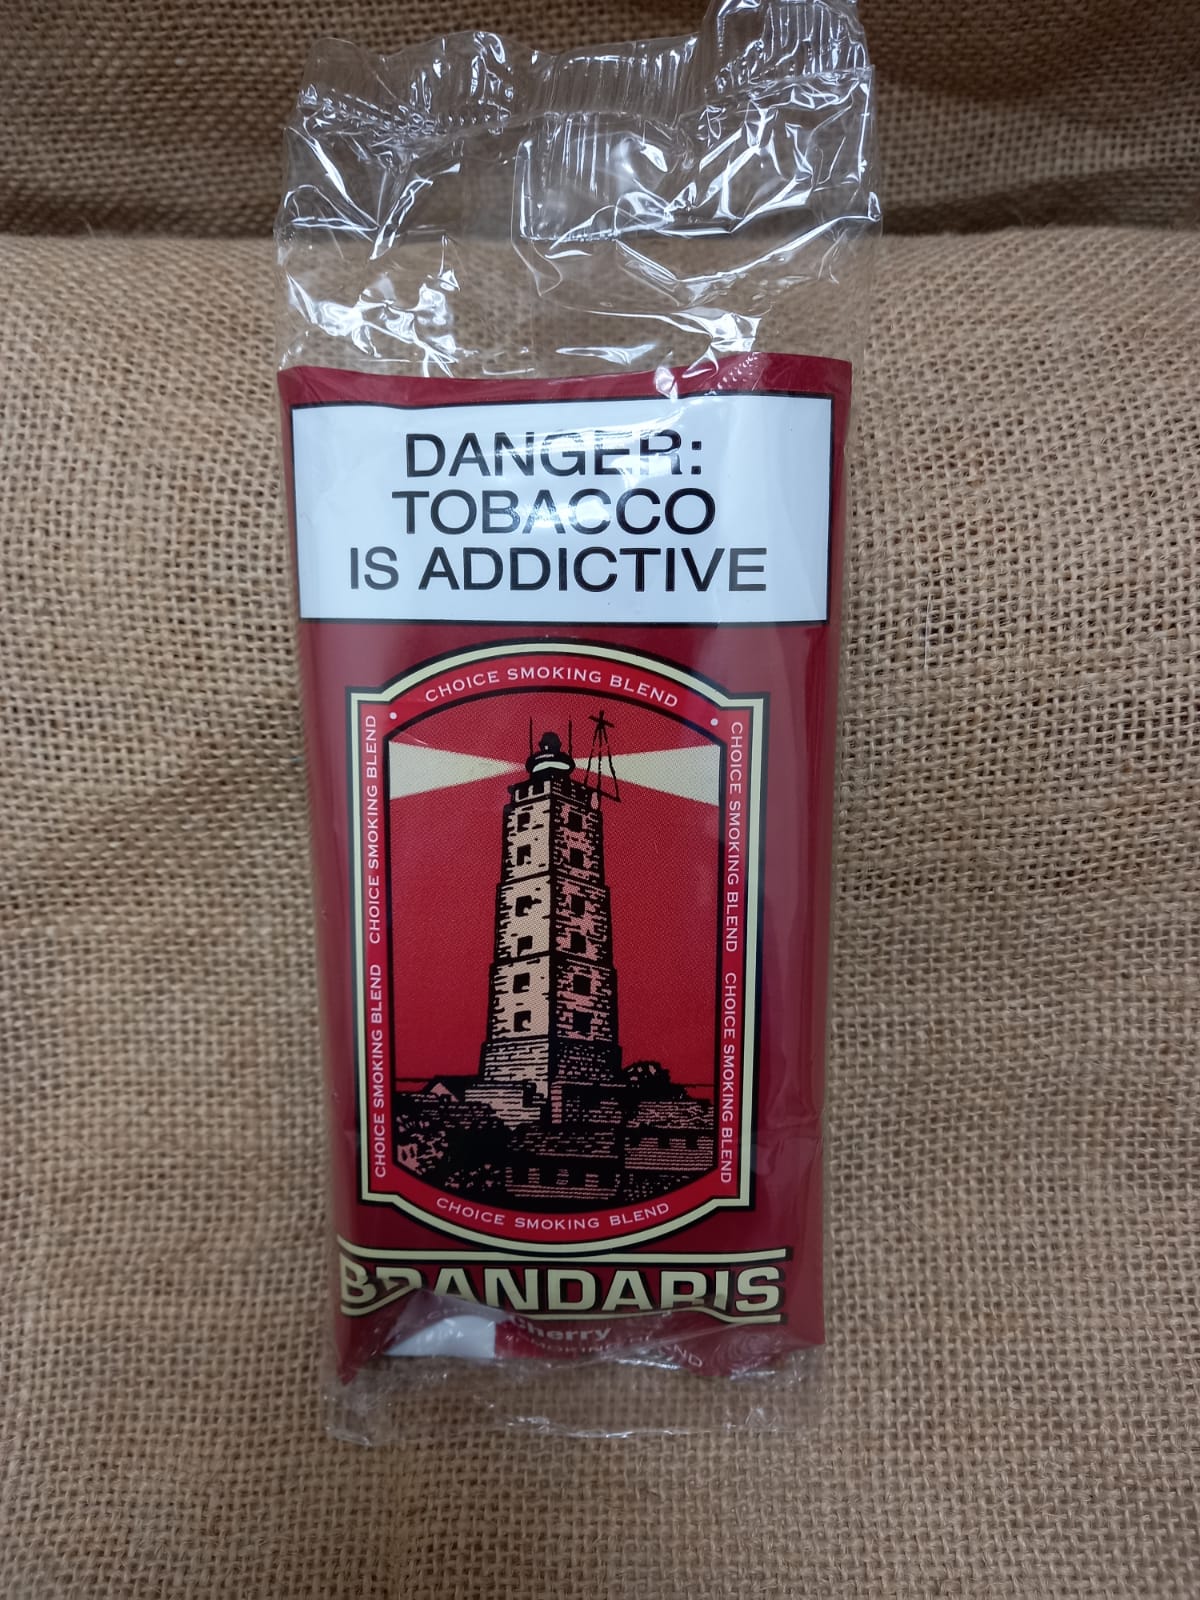 DANGER:
TOBACCO
IS ADDICTIVE
CHOICE SMOKING BLEND
CHOICE SMOKING BLEND CHOICE SMOKING BLEND
CHOICE SMOKING BLEND CHOICE SMOKING BLEND
CHOICE SMOKING BLEND
BRANDARIS
Cherry